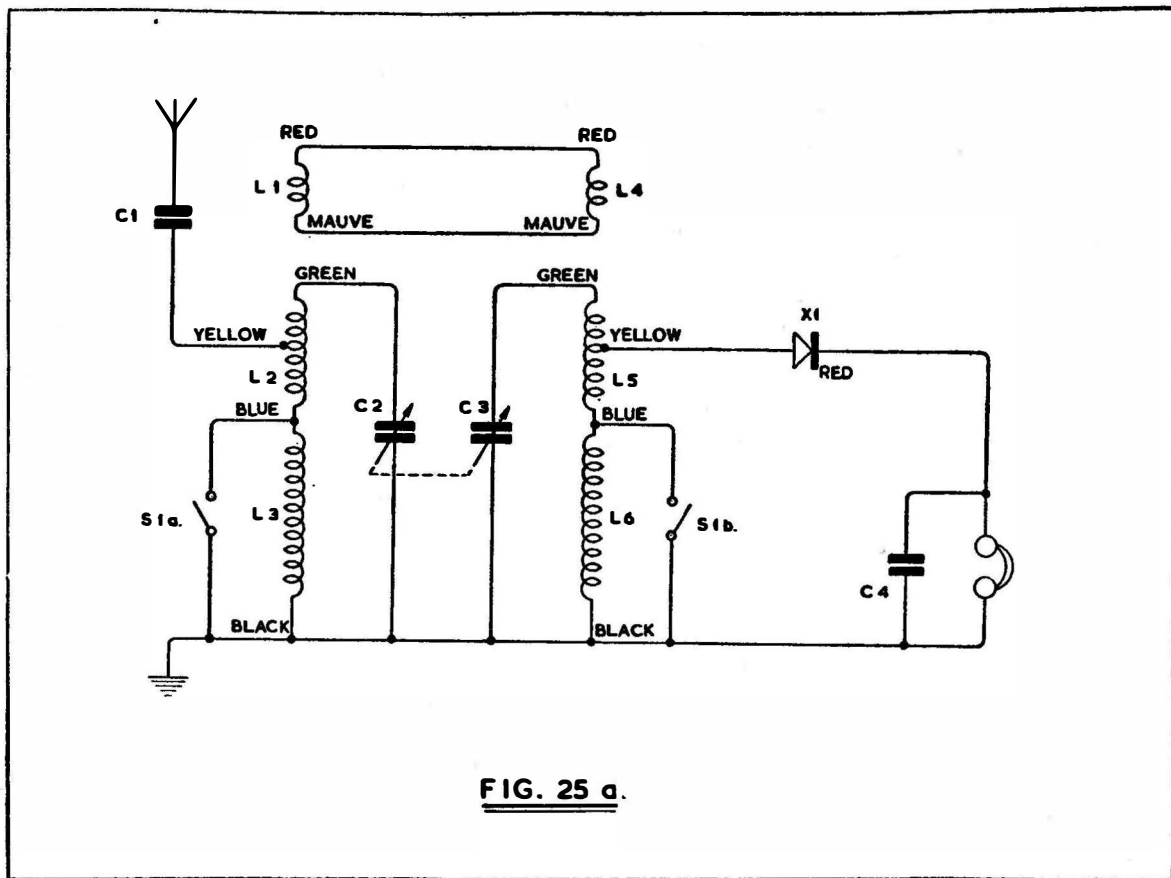 RED RED
L1 L4
C1
MAUVE MAUVE
GREEN GREEN
X1
YELLOW YELLOW
RED
L2 L5
C2 C3
BLUE BLUE
S1a. L3 L6 S1b.
C4
BLACK BLACK
FIG. 25 a.